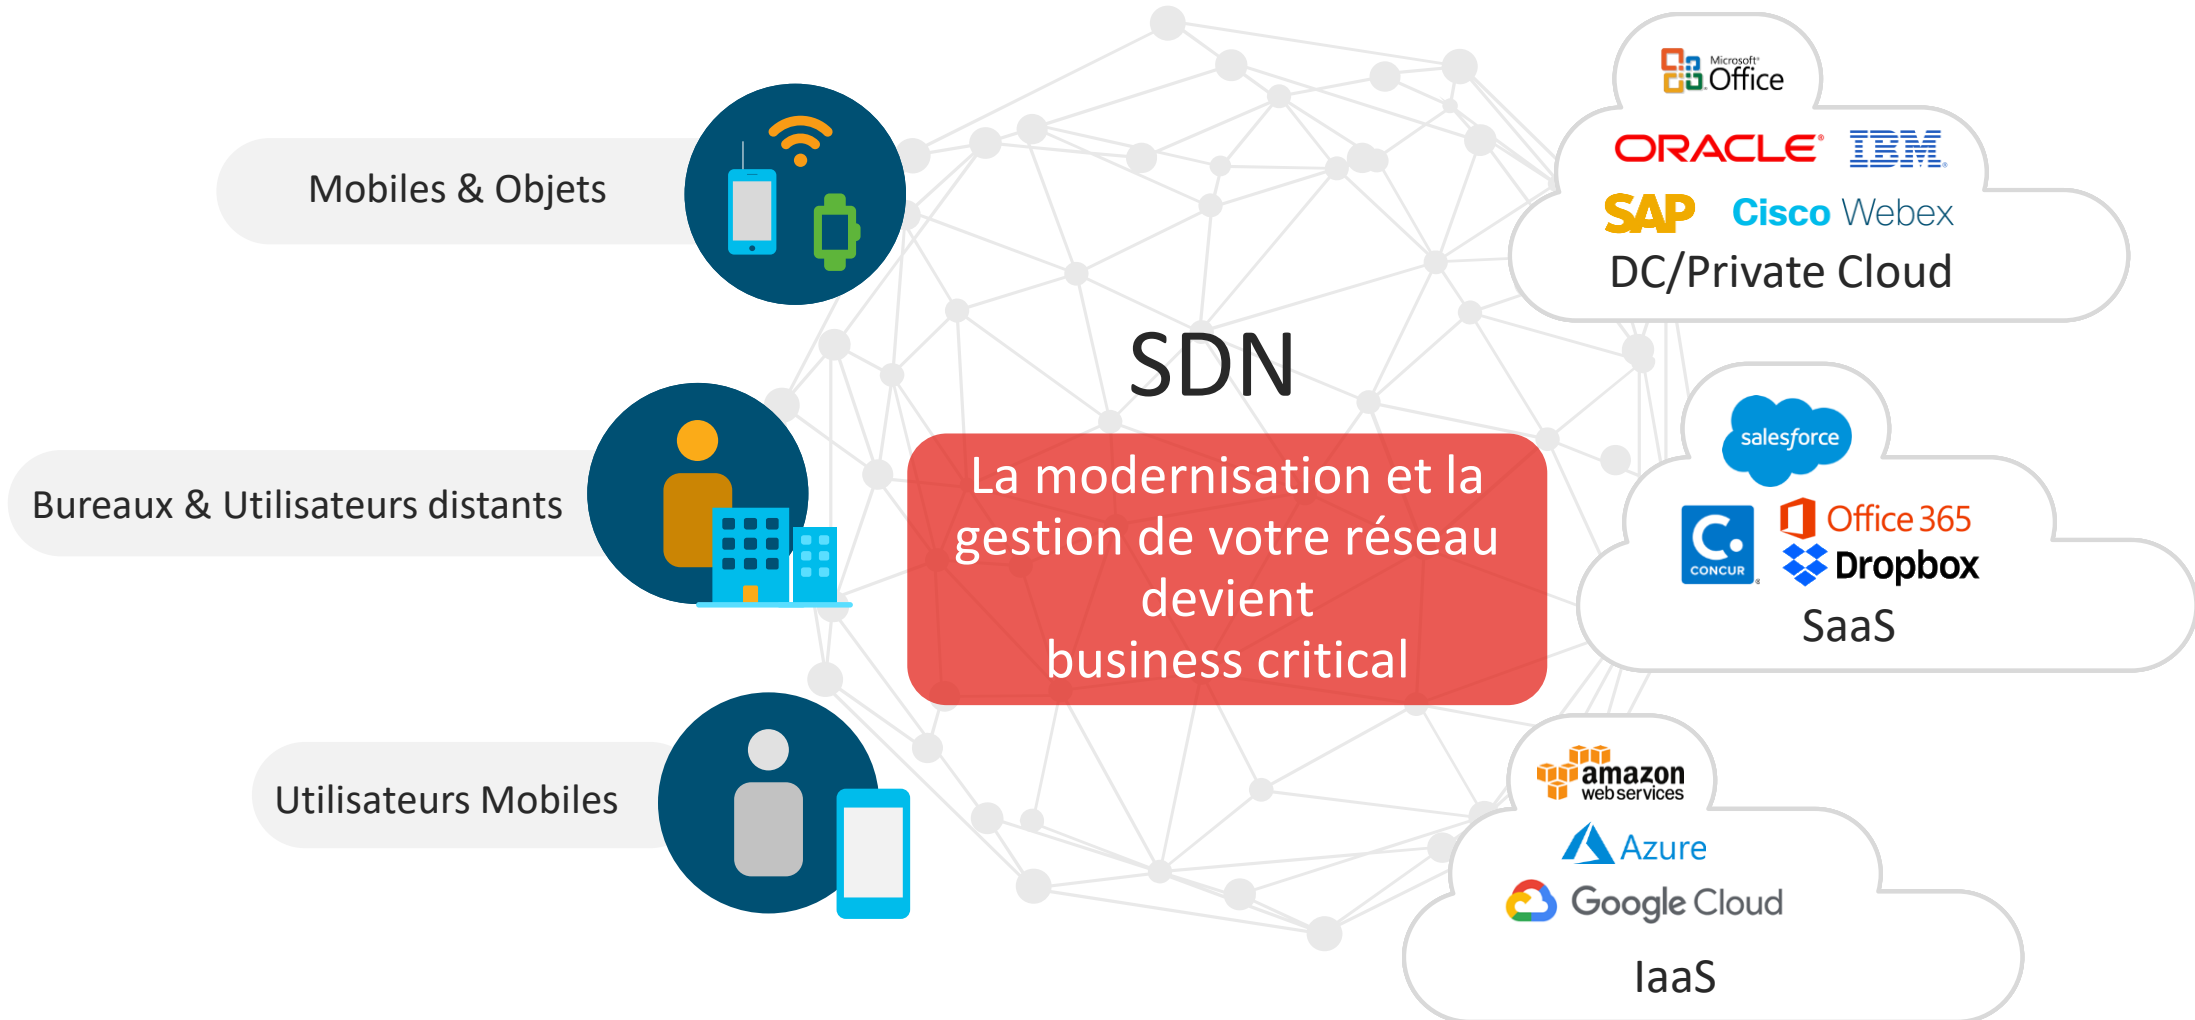 Mobiles & Objets
Bureaux & Utilisateurs distants
Utilisateurs Mobiles
SDN
La modernisation et la
gestion de votre réseau
devient
business critical
Microsoft
Office
ORACLE IBM
SAP Cisco Webex
DC/Private Cloud
salesforce
C.
CONCUR
Office 365
Dropbox
SaaS
amazon
webservices
Azure
Google Cloud
IaaS